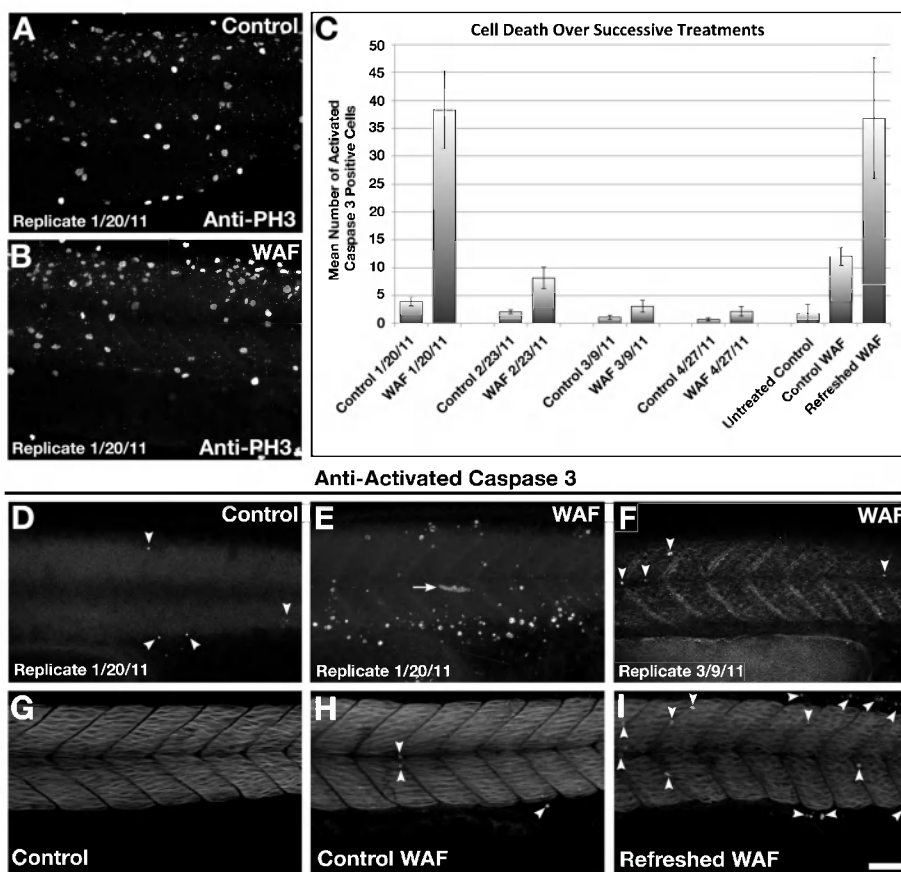 A
Control
Replicate 1/20/11
Anti-PH3
B
WAF
Replicate 1/20/11
Anti-PH3
C
Cell Death Over Successive Treatments
Mean Number of Activated
Caspase 3 Positive Cells
50
45
40
35
30
25
20
15
10
5
0
Control 1/20/11
WAF 1/20/11
Control 2/23/11
WAF 2/23/11
Control 3/9/11
WAF 3/9/11
Control 4/27/11
WAF 4/27/11
Untreated Control
Control WAF
Refreshed WAF
Anti-Activated Caspase 3
D
Control
Replicate 1/20/11
E
WAF
Replicate 1/20/11
F
WAF
Replicate 3/9/11
G
Control
H
Control WAF
I
Refreshed WAF